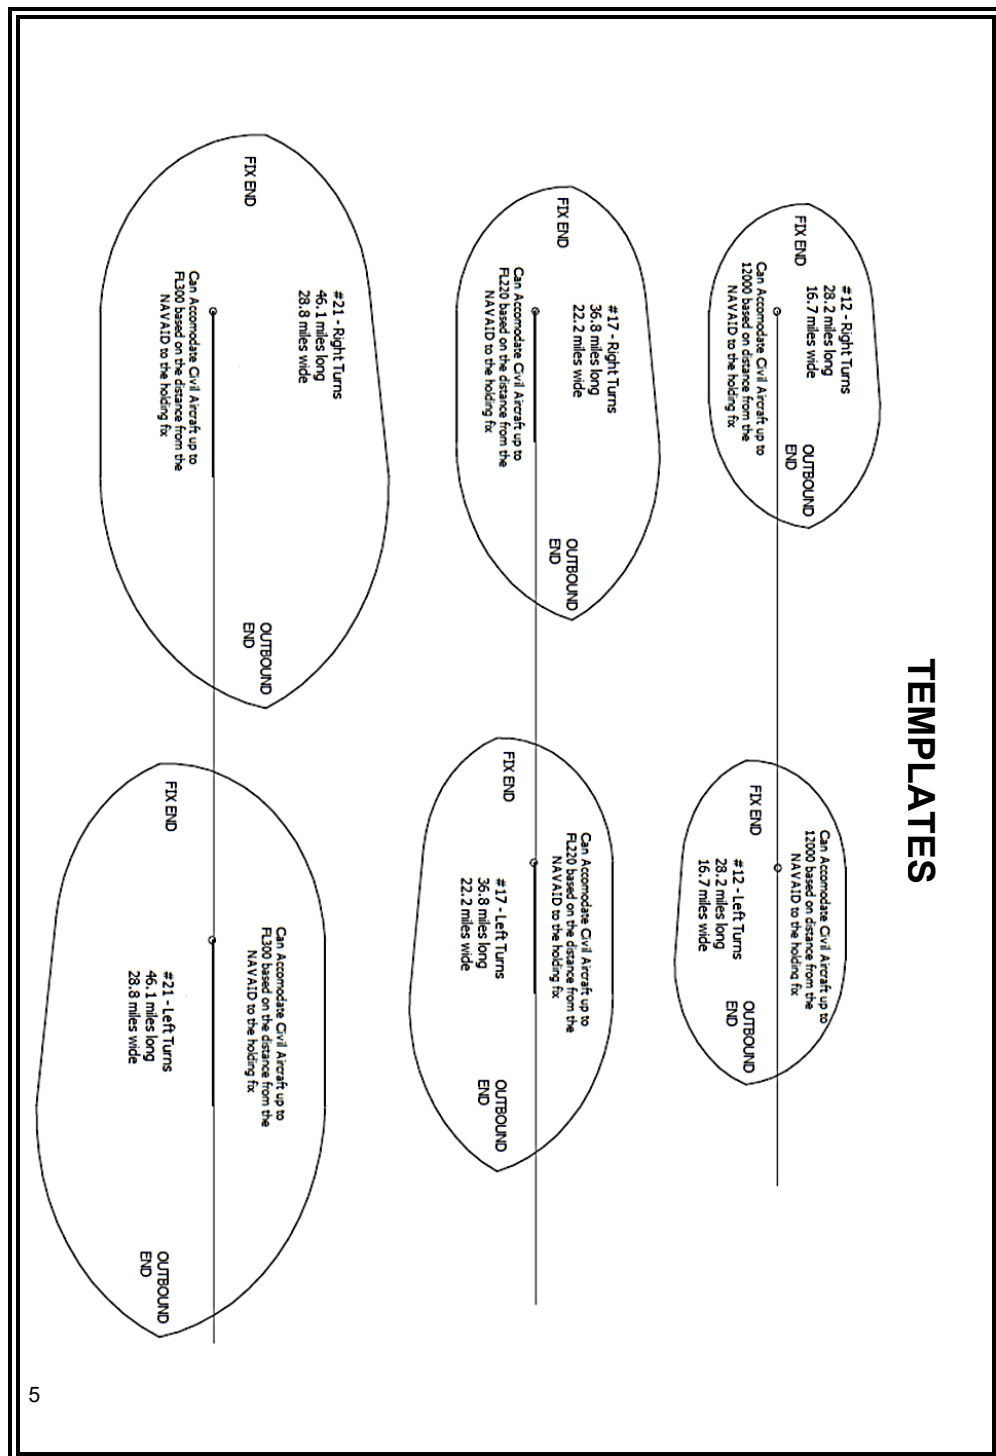 TEMPLATES
FIX END
#12 - Right Turns
28.2 miles long
16.7 miles wide
Can Accomodate Civil Aircraft up to
12000 based on distance from the
NAVAID to the holding fix
OUTBOUND
END
FIX END
Can Accomodate Civil Aircraft up to
12000 based on distance from the
NAVAID to the holding fix
#12 - Left Turns
28.2 miles long
16.7 miles wide
OUTBOUND
END
FIX END
#17 - Right Turns
36.8 miles long
22.2 miles wide
Can Accomodate Civil Aircraft up to
FL220 based on the distance from the
NAVAID to the holding fix
OUTBOUND
END
FIX END
Can Accomodate Civil Aircraft up to
FL220 based on the distance from the
NAVAID to the holding fix
#17 - Left Turns
36.8 miles long
22.2 miles wide
OUTBOUND
END
FIX END
#21 - Right Turns
46.1 miles long
28.8 miles wide
Can Accomodate Civil Aircraft up to
FL300 based on the distance from the
NAVAID to the holding fix
OUTBOUND
END
FIX END
Can Accomodate Civil Aircraft up to
FL300 based on the distance from the
NAVAID to the holding fix
#21 - Left Turns
46.1 miles long
28.8 miles wide
OUTBOUND
END
5